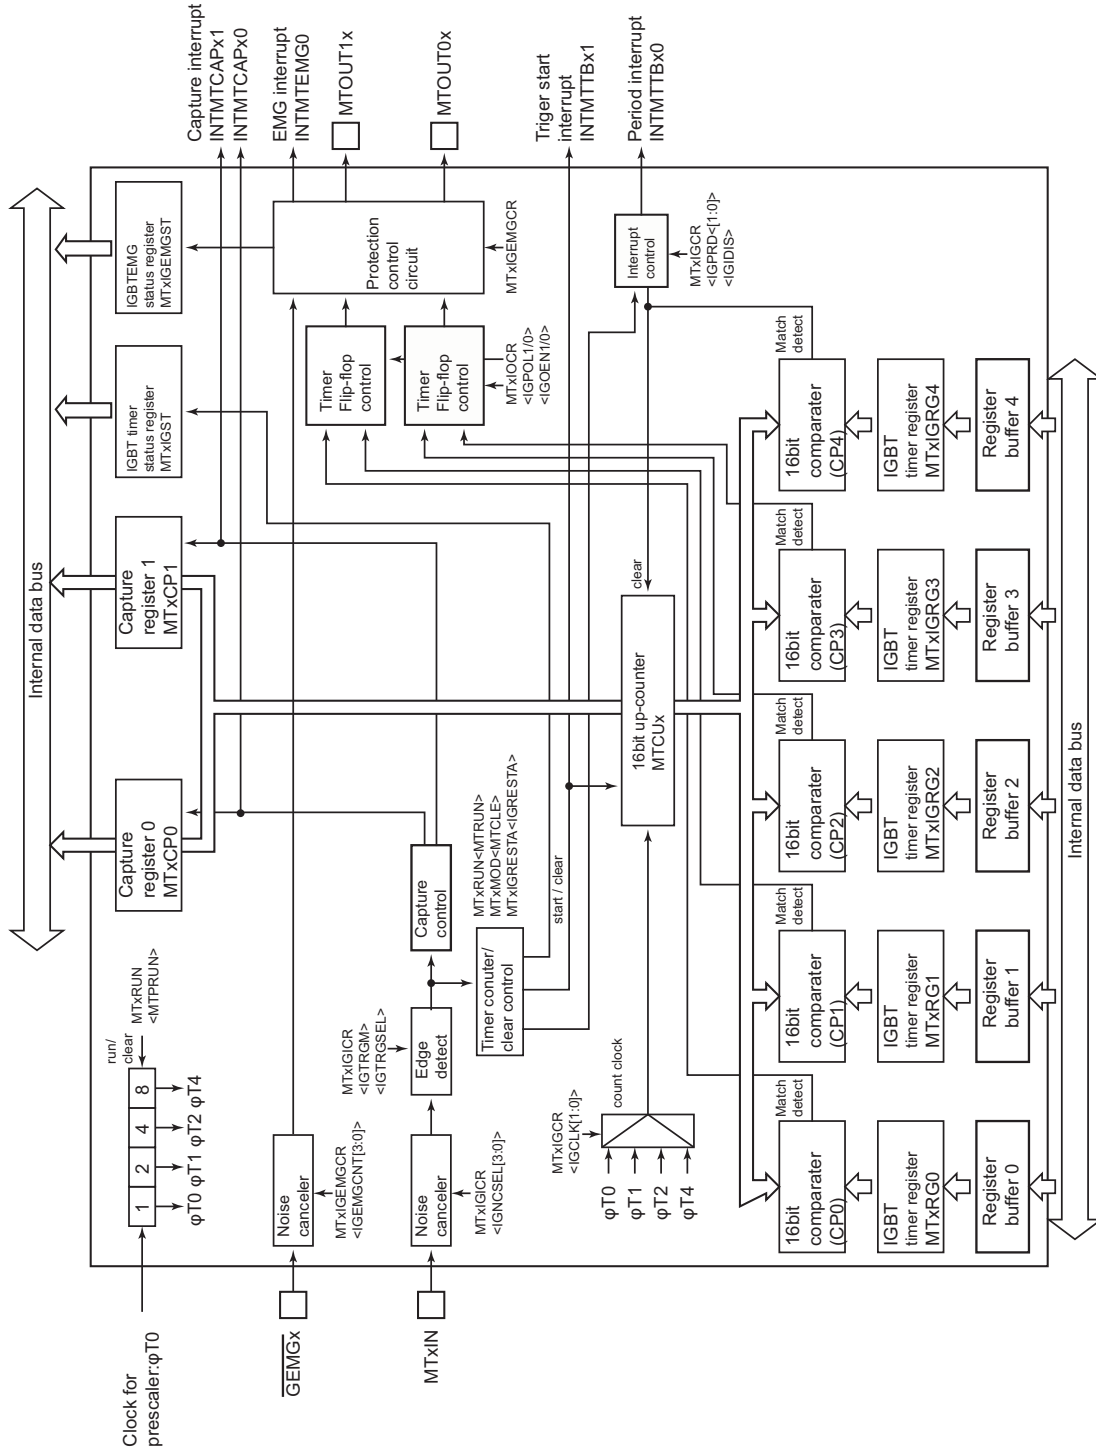 Clock for
prescaler:φT0
1
2
4
8
run/
clear
MTxRUN
<MTPRUN>
φT0 φT1 φT2 φT4
Internal data bus
Capture
register 0
MTxCP0
Capture
register 1
MTxCP1
IGBT timer
status register
MTxIGST
IGBTEMG
status register
MTxIGEMGST
Capture interrupt
INTMTCAPx1
INTMTCAPx0
GEMGx
Noise
canceler
MTxIGEMGCR
<IGEMGCNT[3:0]>
Timer
Flip-flop
control
Timer
Flip-flop
control
MTxIOCR
<IGPOL1/0>
<IGOEN1/0>
Protection
control
circuit
MTxIGEMGCR
EMG interrupt
INTMTEMG0
MTOUT1x
MTOUT0x
MTxIN
Noise
canceler
MTxIGICR
<IGNCSEL[3:0]>
MTxIGICR
<IGTRGM>
<IGTRGSEL>
Edge
detect
Capture
control
Timer conuter/
clear control
MTxRUN<MTRUN>
MTxMOD<MTCLE>
MTxIGRESTA<IGRESTA>
start / clear
Triger start
interrupt
INTMTTBx1
Period interrupt
INTMTTBx0
Interrupt
control
MTxIGCR
<IGPRD<[1:0]>
<IGIDIS>
MTxIGCR
<IGCLK[1:0]>
φT0
φT1
φT2
φT4
count clock
16bit up-counter
MTCUx
clear
Match
detect
Match
detect
Match
detect
Match
detect
Match
detect
16bit
comparater
(CP0)
16bit
comparater
(CP1)
16bit
comparater
(CP2)
16bit
comparater
(CP3)
16bit
comparater
(CP4)
IGBT
timer register
MTxRG0
IGBT
timer register
MTxRG1
IGBT
timer register
MTxIGRG2
IGBT
timer register
MTxIGRG3
IGBT
timer register
MTxIGRG4
Register
buffer 0
Register
buffer 1
Register
buffer 2
Register
buffer 3
Register
buffer 4
Internal data bus